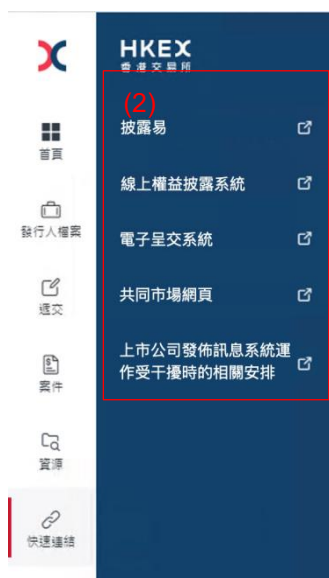 HKEX
香港交易所
(2)
披露易
線上權益披露系統
電子呈交系統
共同市場網頁
上市公司發佈訊息系統運
作受干擾時的相關安排
首頁
發行人檔案
遞交
案件
資源
快速連結